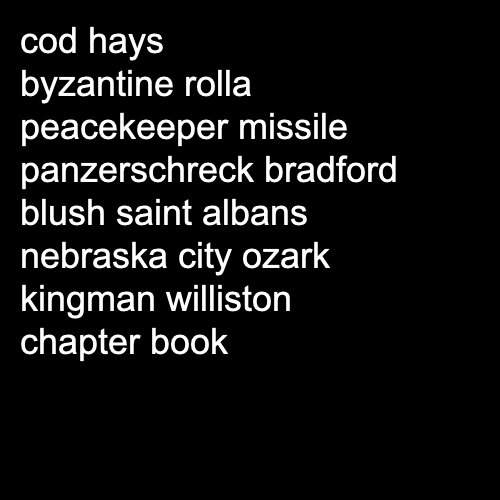 cod hays
byzantine rolla
peacekeeper missile
panzerschreck bradford
blush saint albans
nebraska city ozark
kingman williston
chapter book